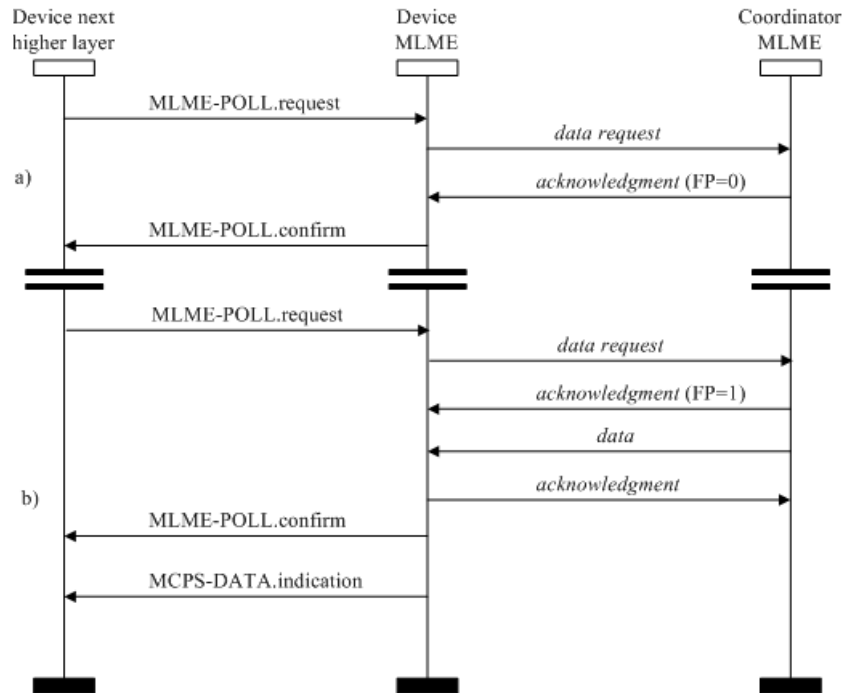 Device next
higher layer
Device
MLME
Coordinator
MLME
MLME-POLL.request
data request
a)
acknowledgment (FP=0)
MLME-POLL.confirm
MLME-POLL.request
data request
acknowledgment (FP=1)
data
b)
acknowledgment
MLME-POLL.confirm
MCPS-DATA.indication